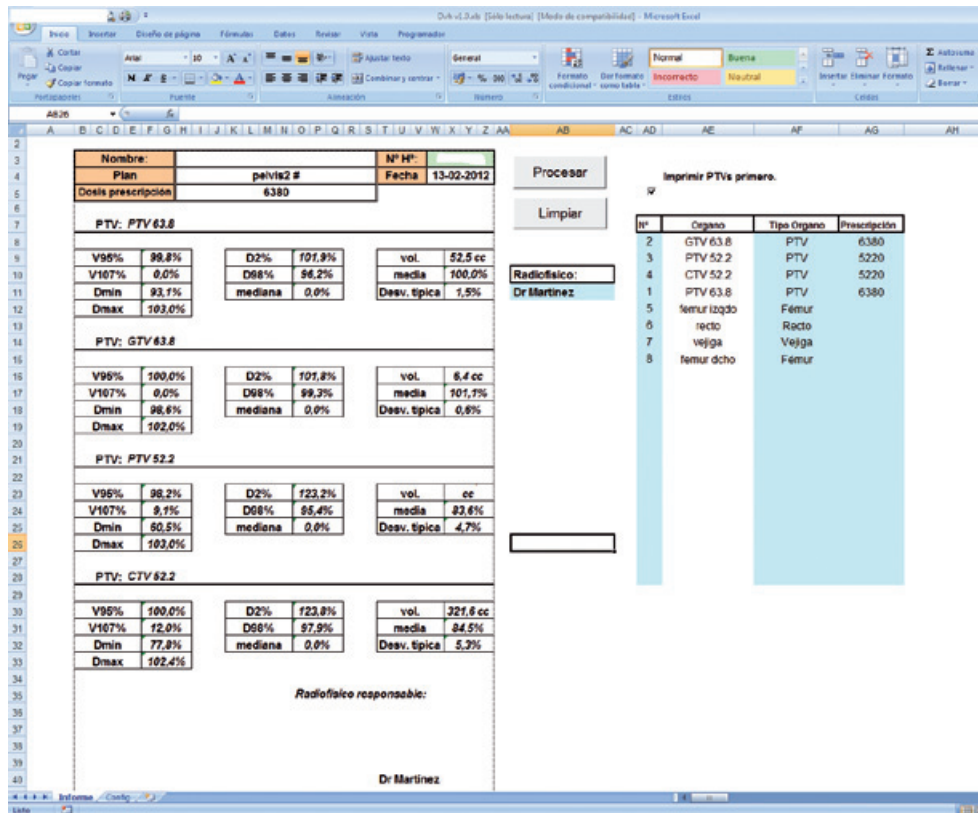 Dvh v1.0.xls [Sólo lectura] [Modo de compatibilidad] - Microsoft Excel
Inicio Insertar Diseño de página Fórmulas Datos Revisar Vista Programador
Cortar
Copiar
Copiar formato
Pegar
Arial 10
Ajustar texto
Combinar y centrar
General
Formato condicional
Dar formato como tabla
Normal Buena
Incorrecto Neutral
Insertar Eliminar Formato
Autosuma
Rellenar
Borrar
Portapapeles Fuente Alineación Número Estilos Celdas
A826 fx
A B C D E F G H I J K L M N O P Q R S T U V W X Y Z AA AB AC AD AE AF AG AH
Nombre: Nº Hª:
Plan pelvis2 # Fecha 13-02-2012
Dosis prescripción 6380
Procesar
Limpiar
Imprimir PTVs primero.
PTV: PTV 63.8
V95% 99,8% D2% 101,9% vol. 52,5 cc
V107% 0,0% D98% 96,2% media 100,0%
Dmin 93,1% mediana 0,0% Desv. tipica 1,5%
Dmax 103,0%
Radiofisico:
Dr Martinez
Nº Organo Tipo Organo Prescripción
2 GTV 63.8 PTV 6380
3 PTV 52.2 PTV 5220
4 CTV 52.2 PTV 5220
1 PTV 63.8 PTV 6380
5 femur izqdo Fémur
6 recto Recto
7 vejiga Vejiga
8 femur dcho Fémur
PTV: GTV 63.8
V95% 100,0% D2% 101,8% vol. 6,4 cc
V107% 0,0% D98% 99,3% media 101,1%
Dmin 98,6% mediana 0,0% Desv. tipica 0,6%
Dmax 102,0%
PTV: PTV 52.2
V95% 98,2% D2% 123,2% vol. cc
V107% 9,1% D98% 95,4% media 83,6%
Dmin 60,5% mediana 0,0% Desv. tipica 4,7%
Dmax 103,0%
PTV: CTV 52.2
V95% 100,0% D2% 123,8% vol. 321,6 cc
V107% 12,0% D98% 97,9% media 84,5%
Dmin 77,8% mediana 0,0% Desv. tipica 5,3%
Dmax 102,4%
Radiofisico responsable:
Dr Martinez
Informe Config
Listo